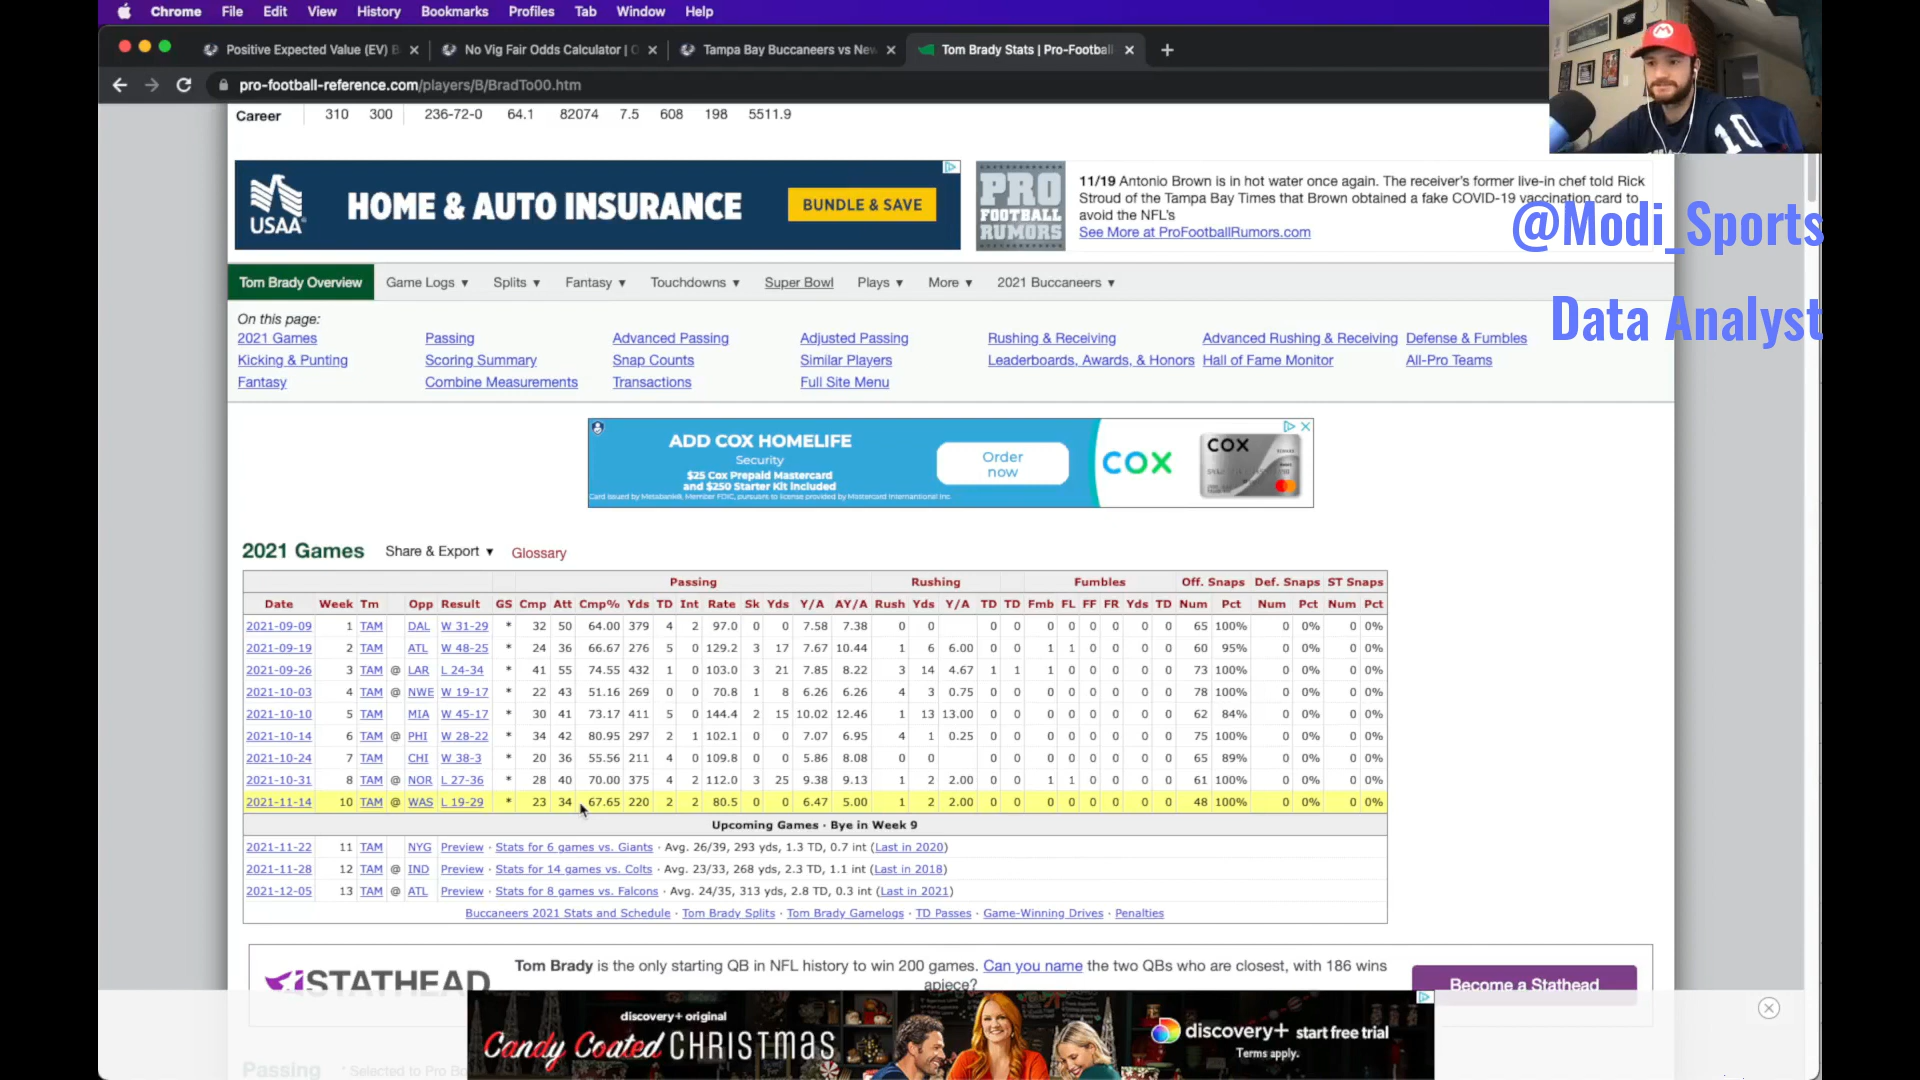 Chrome File Edit View History Bookmarks Profiles Tab Window Help
Positive Expected Value (EV) B No Vig Fair Odds Calculator | O Tampa Bay Buccaneers vs New Tom Brady Stats | Pro-Football
pro-football-reference.com/players/B/BradTo00.htm
Career 310 300 236-72-0 64.1 82074 7.5 608 198 5511.9
USAA HOME & AUTO INSURANCE BUNDLE & SAVE
PRO FOOTBALL RUMORS
11/19 Antonio Brown is in hot water once again. The receiver's former live-in chef told Rick
Stroud of the Tampa Bay Times that Brown obtained a fake COVID-19 vaccination card to
avoid the NFL's
See More at ProFootballRumors.com
10
@Modi_Sports
Data Analyst
Tom Brady Overview Game Logs ▼ Splits ▼ Fantasy ▼ Touchdowns ▼ Super Bowl Plays ▼ More ▼ 2021 Buccaneers ▼
On this page:
2021 Games Passing Advanced Passing Adjusted Passing Rushing & Receiving Advanced Rushing & Receiving Defense & Fumbles
Kicking & Punting Scoring Summary Snap Counts Similar Players Leaderboards, Awards, & Honors Hall of Fame Monitor All-Pro Teams
Fantasy Combine Measurements Transactions Full Site Menu
ADD COX HOMELIFE
Security
$25 Cox Prepaid Mastercard
and $250 Starter Kit included
Card issued by MetaBank®, Member FDIC, pursuant to license provided by Mastercard International Inc.
Order now
COX
COX
2021 Games Share & Export ▼ Glossary
Passing Rushing Fumbles Off. Snaps Def. Snaps ST Snaps
Date Week Tm Opp Result GS Cmp Att Cmp% Yds TD Int Rate Sk Yds Y/A AY/A Rush Yds Y/A TD TD Fmb FL FF FR Yds TD Num Pct Num Pct Num Pct
2021-09-09 1 TAM DAL W 31-29 * 32 50 64.00 379 4 2 97.0 0 0 7.58 7.38 0 0 0 0 0 0 0 0 0 0 65 100% 0 0% 0 0%
2021-09-19 2 TAM ATL W 48-25 * 24 36 66.67 276 5 0 129.2 3 17 7.67 10.44 1 6 6.00 0 0 1 1 0 0 0 0 60 95% 0 0% 0 0%
2021-09-26 3 TAM @ LAR L 24-34 * 41 55 74.55 432 1 0 103.0 3 21 7.85 8.22 3 14 4.67 1 1 1 0 0 0 0 0 73 100% 0 0% 0 0%
2021-10-03 4 TAM @ NWE W 19-17 * 22 43 51.16 269 0 0 70.8 1 8 6.26 6.26 4 3 0.75 0 0 0 0 0 0 0 0 78 100% 0 0% 0 0%
2021-10-10 5 TAM MIA W 45-17 * 30 41 73.17 411 5 0 144.4 2 15 10.02 12.46 1 13 13.00 0 0 0 0 0 0 0 0 62 84% 0 0% 0 0%
2021-10-14 6 TAM @ PHI W 28-22 * 34 42 80.95 297 2 1 102.1 0 0 7.07 6.95 4 1 0.25 0 0 0 0 0 0 0 0 75 100% 0 0% 0 0%
2021-10-24 7 TAM CHI W 38-3 * 20 36 55.56 211 4 0 109.8 0 0 5.86 8.08 0 0 0 0 0 0 0 0 0 0 65 89% 0 0% 0 0%
2021-10-31 8 TAM @ NOR L 27-36 * 28 40 70.00 375 4 2 112.0 3 25 9.38 9.13 1 2 2.00 0 0 1 1 0 0 0 0 61 100% 0 0% 0 0%
2021-11-14 10 TAM @ WAS L 19-29 * 23 34 67.65 220 2 2 80.5 0 0 6.47 5.00 1 2 2.00 0 0 0 0 0 0 0 0 48 100% 0 0% 0 0%
Upcoming Games · Bye in Week 9
2021-11-22 11 TAM NYG Preview · Stats for 6 games vs. Giants · Avg. 26/39, 293 yds, 1.3 TD, 0.7 int (Last in 2020)
2021-11-28 12 TAM @ IND Preview · Stats for 14 games vs. Colts · Avg. 23/33, 268 yds, 2.3 TD, 1.1 int (Last in 2018)
2021-12-05 13 TAM @ ATL Preview · Stats for 8 games vs. Falcons · Avg. 24/35, 313 yds, 2.8 TD, 0.3 int (Last in 2021)
Buccaneers 2021 Stats and Schedule · Tom Brady Splits · Tom Brady Gamelogs · TD Passes · Game-Winning Drives · Penalties
STATHEAD
Tom Brady is the only starting QB in NFL history to win 200 games. Can you name the two QBs who are closest, with 186 wins
apiece?
Become a Stathead
discovery+ original
Candy Coated CHRISTMAS
discovery+ start free trial
Terms apply.
Passing * Selected to Pro Bo